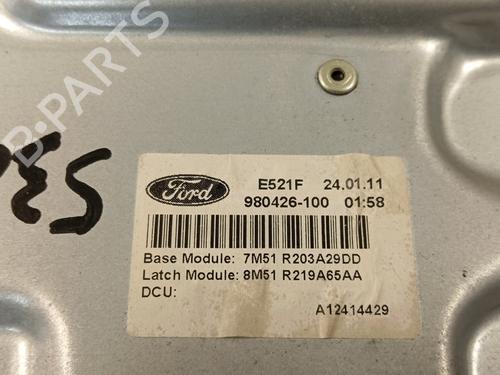 B-PARTS
Ford
E521F 24.01.11
980426-100 01:58
Base Module: 7M51 R203A29DD
Latch Module: 8M51 R219A65AA
DCU:
A12414429